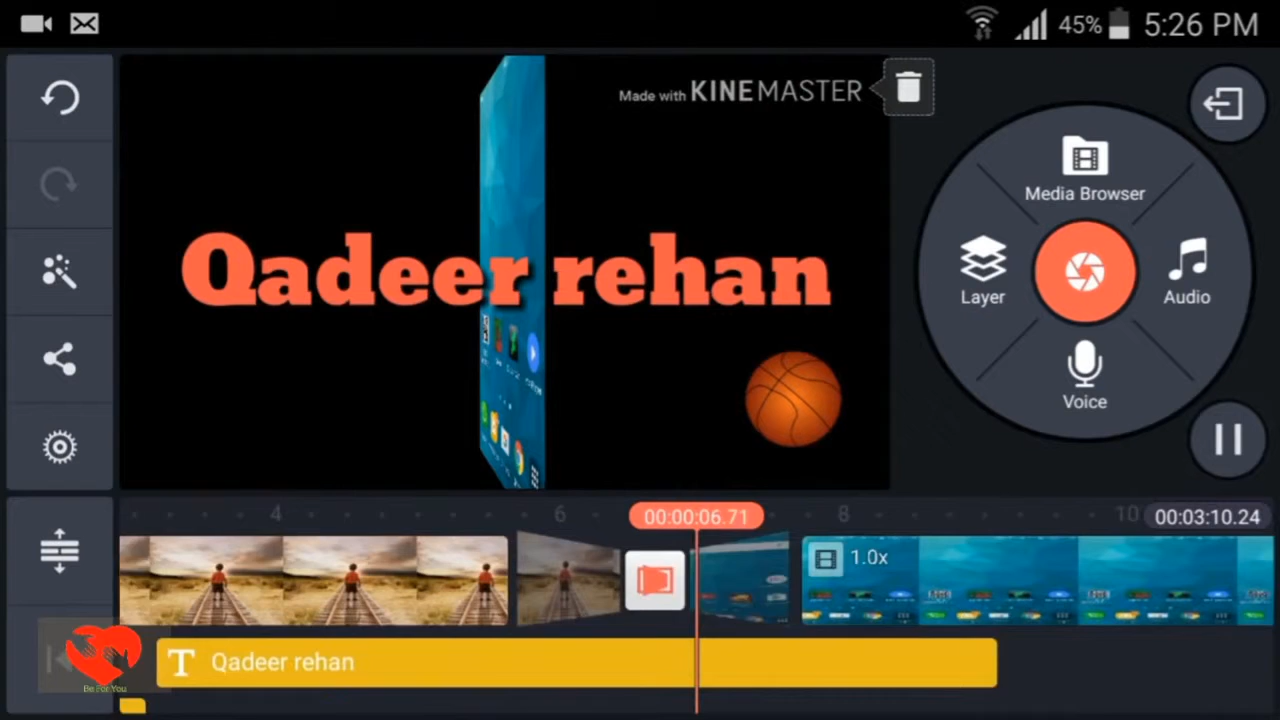 45% 5:26 PM
Made with KINEMASTER
Media Browser
Qadeer rehan
Layer
Audio
Voice
4
6
00:00:06.71
8
10
00:03:10.24
1.0x
T Qadeer rehan
Be For You